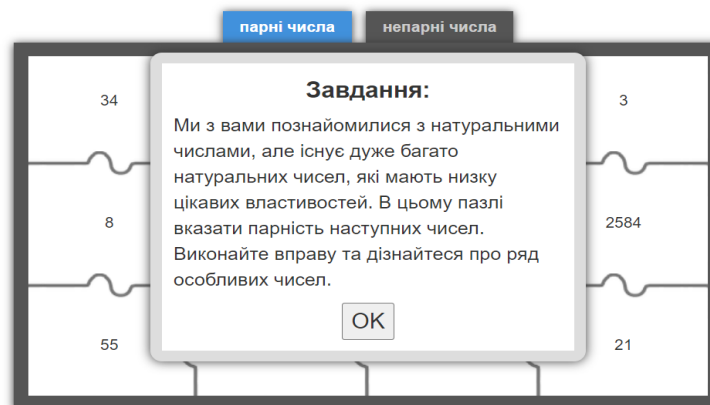 парні числа непарні числа
Завдання:
34
3
Ми з вами познайомилися з натуральними
числами, але існує дуже багато
натуральних чисел, які мають низку
цікавих властивостей. В цьому пазлі
8
2584
вказати парність наступних чисел.
Виконайте вправу та дізнайтеся про ряд
особливих чисел.
OK
55
21